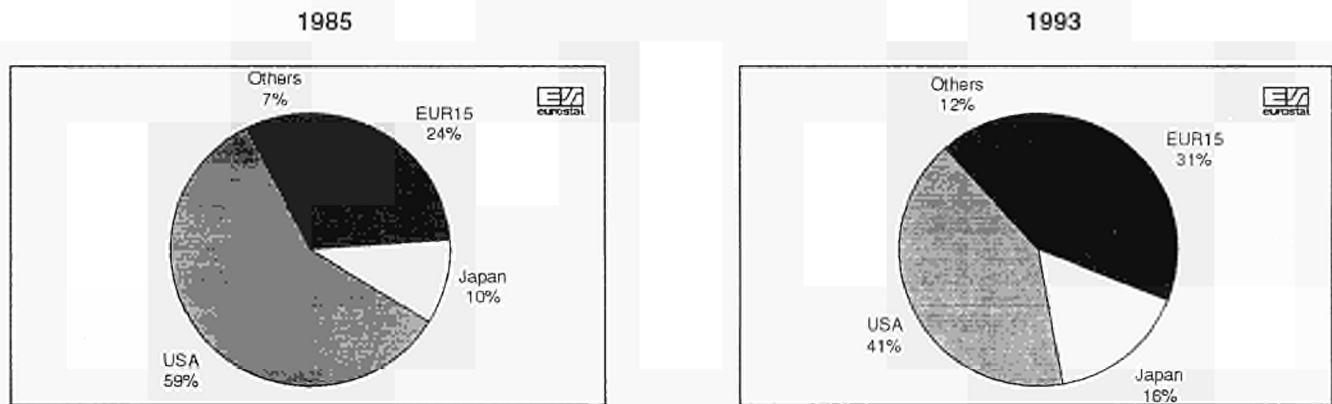 1985
Others
7%
EUR15
24%
Japan
10%
USA
59%
eurostat
1993
Others
12%
EUR15
31%
Japan
16%
USA
41%
eurostat